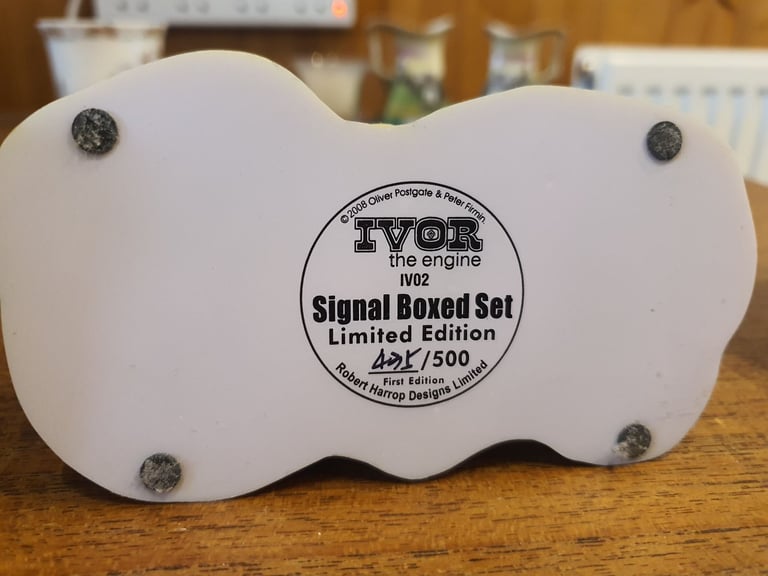 © 2008 Oliver Postgate & Peter Firmin.
IVOR
the engine
IV02
Signal Boxed Set
Limited Edition
/500
First Edition
Robert Harrop Designs Limited